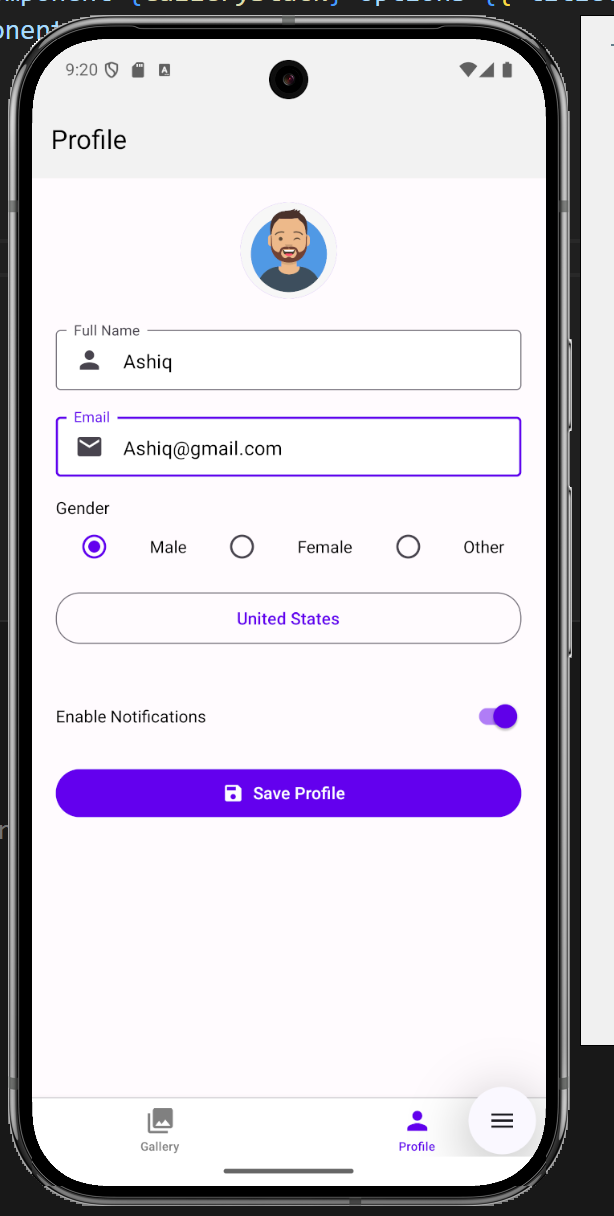 9:20
Profile
Full Name
Ashiq
Email
Ashiq@gmail.com
Gender
Male Female Other
United States
Enable Notifications
Save Profile
Gallery Profile